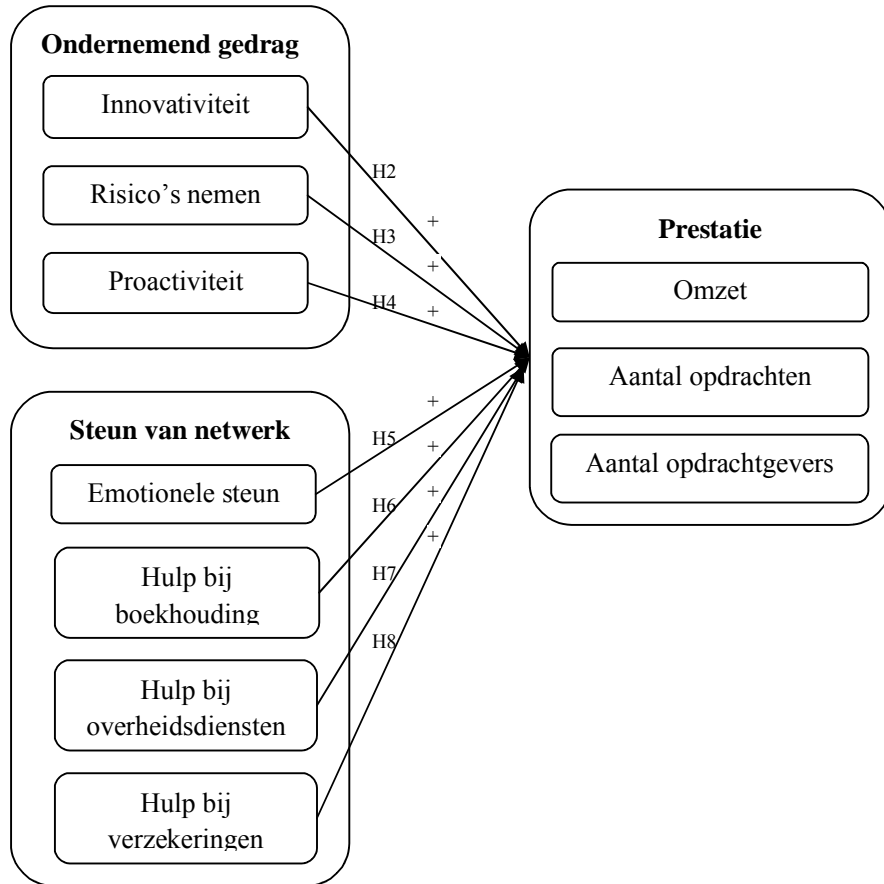 Ondernemend gedrag
Innovativiteit
Risico’s nemen
Proactiviteit
H2
+
H3
+
H4
+
Steun van netwerk
Emotionele steun
Hulp bij
boekhouding
Hulp bij
overheidsdiensten
Hulp bij
verzekeringen
+
H5
+
H6
+
H7
+
H8
Prestatie
Omzet
Aantal opdrachten
Aantal opdrachtgevers